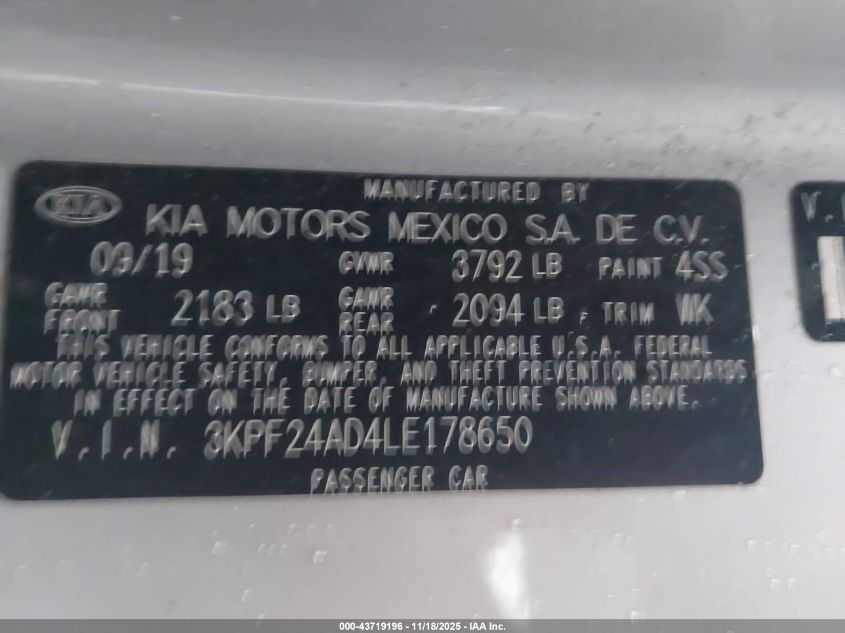 MANUFACTURED BY
KIA KIA MOTORS MEXICO S.A. DE C.V.
09/19 GVWR 3792 LB PAINT 4SS
GAWR FRONT 2183 LB GAWR REAR 2094 LB TRIM WK
THIS VEHICLE CONFORMS TO ALL APPLICABLE U.S.A. FEDERAL
MOTOR VEHICLE SAFETY, BUMPER, AND THEFT PREVENTION STANDARDS
IN EFFECT ON THE DATE OF MANUFACTURE SHOWN ABOVE.
V.I.N. 3KPF24AD4LE178650
PASSENGER CAR
V.I
000-43719196 - 11/18/2025 - IAA Inc.